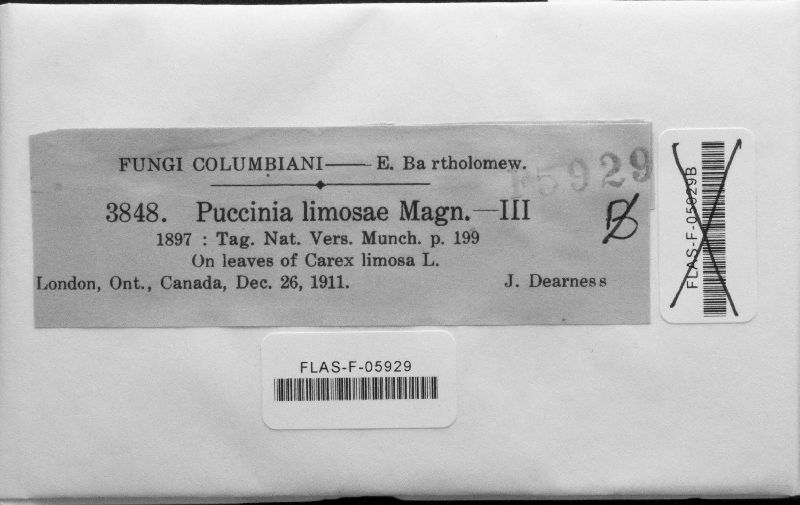 FUNGI COLUMBIANI—— E. Bartholomew.
F5929
3848. Puccinia limosae Magn.—III
B
1897 : Tag. Nat. Vers. Munch. p. 199
On leaves of Carex limosa L.
London, Ont., Canada, Dec. 26, 1911. J. Dearness
FLAS-F-05929B
FLAS-F-05929